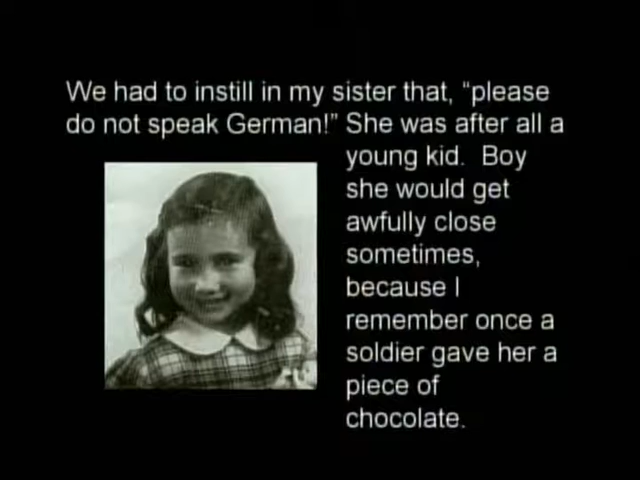 We had to instill in my sister that, “please
do not speak German!” She was after all a
young kid.  Boy
she would get
awfully close
sometimes,
because I
remember once a
soldier gave her a
piece of
chocolate.